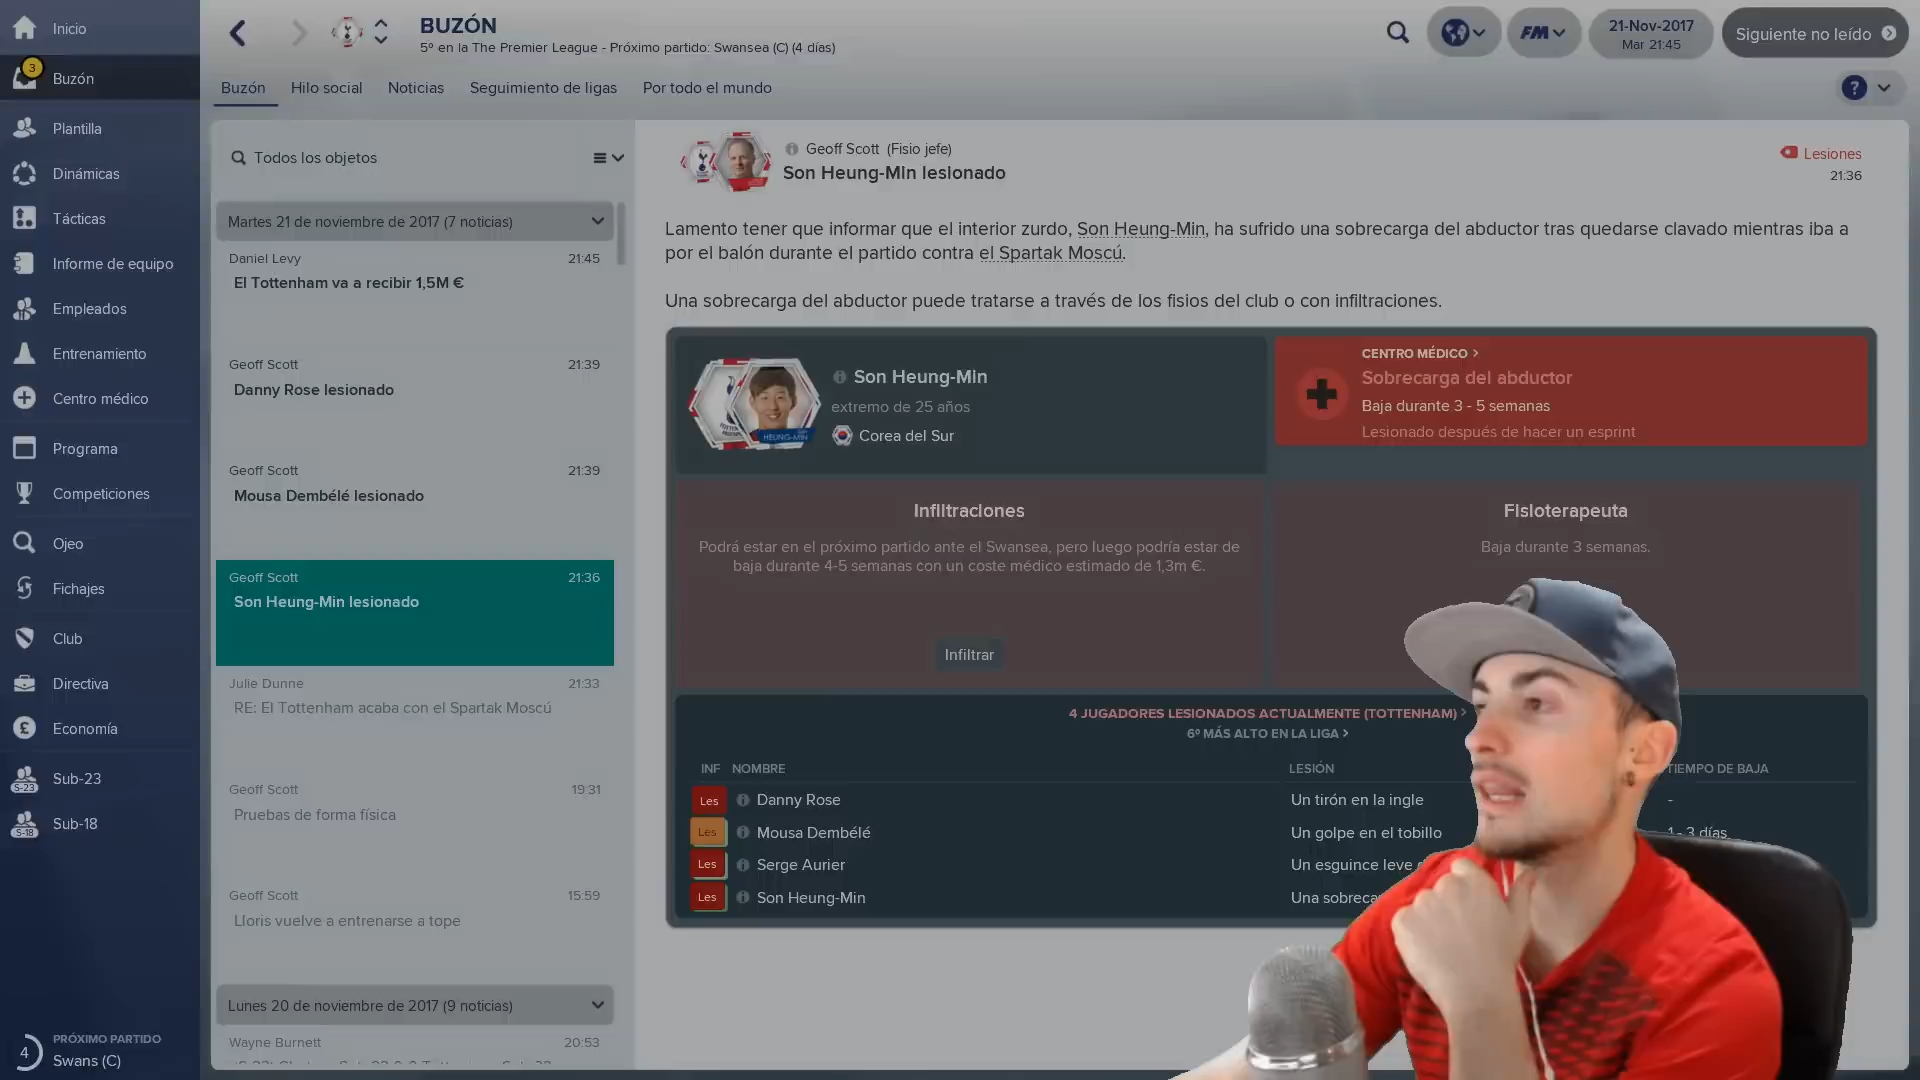 Inicio
3
Buzón
Plantilla
Dinámicas
Tácticas
Informe de equipo
Empleados
Entrenamiento
Centro médico
Programa
Competiciones
Ojeo
Fichajes
Club
Directiva
Economía
S-23
Sub-23
S-18
Sub-18
4
PRÓXIMO PARTIDO
Swans (C)
BUZÓN
5º en la The Premier League - Próximo partido: Swansea (C) (4 días)
FM
21-Nov-2017
Mar 21:45
Siguiente no leído
Buzón
Hilo social
Noticias
Seguimiento de ligas
Por todo el mundo
?
Todos los objetos
Martes 21 de noviembre de 2017 (7 noticias)
Daniel Levy 21:45
El Tottenham va a recibir 1,5M €
Geoff Scott 21:39
Danny Rose lesionado
Geoff Scott 21:39
Mousa Dembélé lesionado
Geoff Scott 21:36
Son Heung-Min lesionado
Julie Dunne 21:33
RE: El Tottenham acaba con el Spartak Moscú
Geoff Scott 19:31
Pruebas de forma física
Geoff Scott 15:59
Lloris vuelve a entrenarse a tope
Lunes 20 de noviembre de 2017 (9 noticias)
Wayne Burnett 20:53
Geoff Scott (Fisio jefe)
Son Heung-Min lesionado
Lesiones
21:36
Lamento tener que informar que el interior zurdo, Son Heung-Min, ha sufrido una sobrecarga del abductor tras quedarse clavado mientras iba a
por el balón durante el partido contra el Spartak Moscú.
Una sobrecarga del abductor puede tratarse a través de los fisios del club o con infiltraciones.
HEUNG-MIN
Son Heung-Min
extremo de 25 años
Corea del Sur
CENTRO MÉDICO >
Sobrecarga del abductor
Baja durante 3 - 5 semanas
Lesionado después de hacer un esprint
Infiltraciones
Podrá estar en el próximo partido ante el Swansea, pero luego podría estar de
baja durante 4-5 semanas con un coste médico estimado de 1,3m €.
Infiltrar
Fisioterapeuta
Baja durante 3 semanas.
4 JUGADORES LESIONADOS ACTUALMENTE (TOTTENHAM) >
6º MÁS ALTO EN LA LIGA >
INF NOMBRE LESIÓN TIEMPO DE BAJA
Les Danny Rose Un tirón en la ingle -
Les Mousa Dembélé Un golpe en el tobillo 1 - 3 días
Les Serge Aurier Un esguince leve
Les Son Heung-Min Una